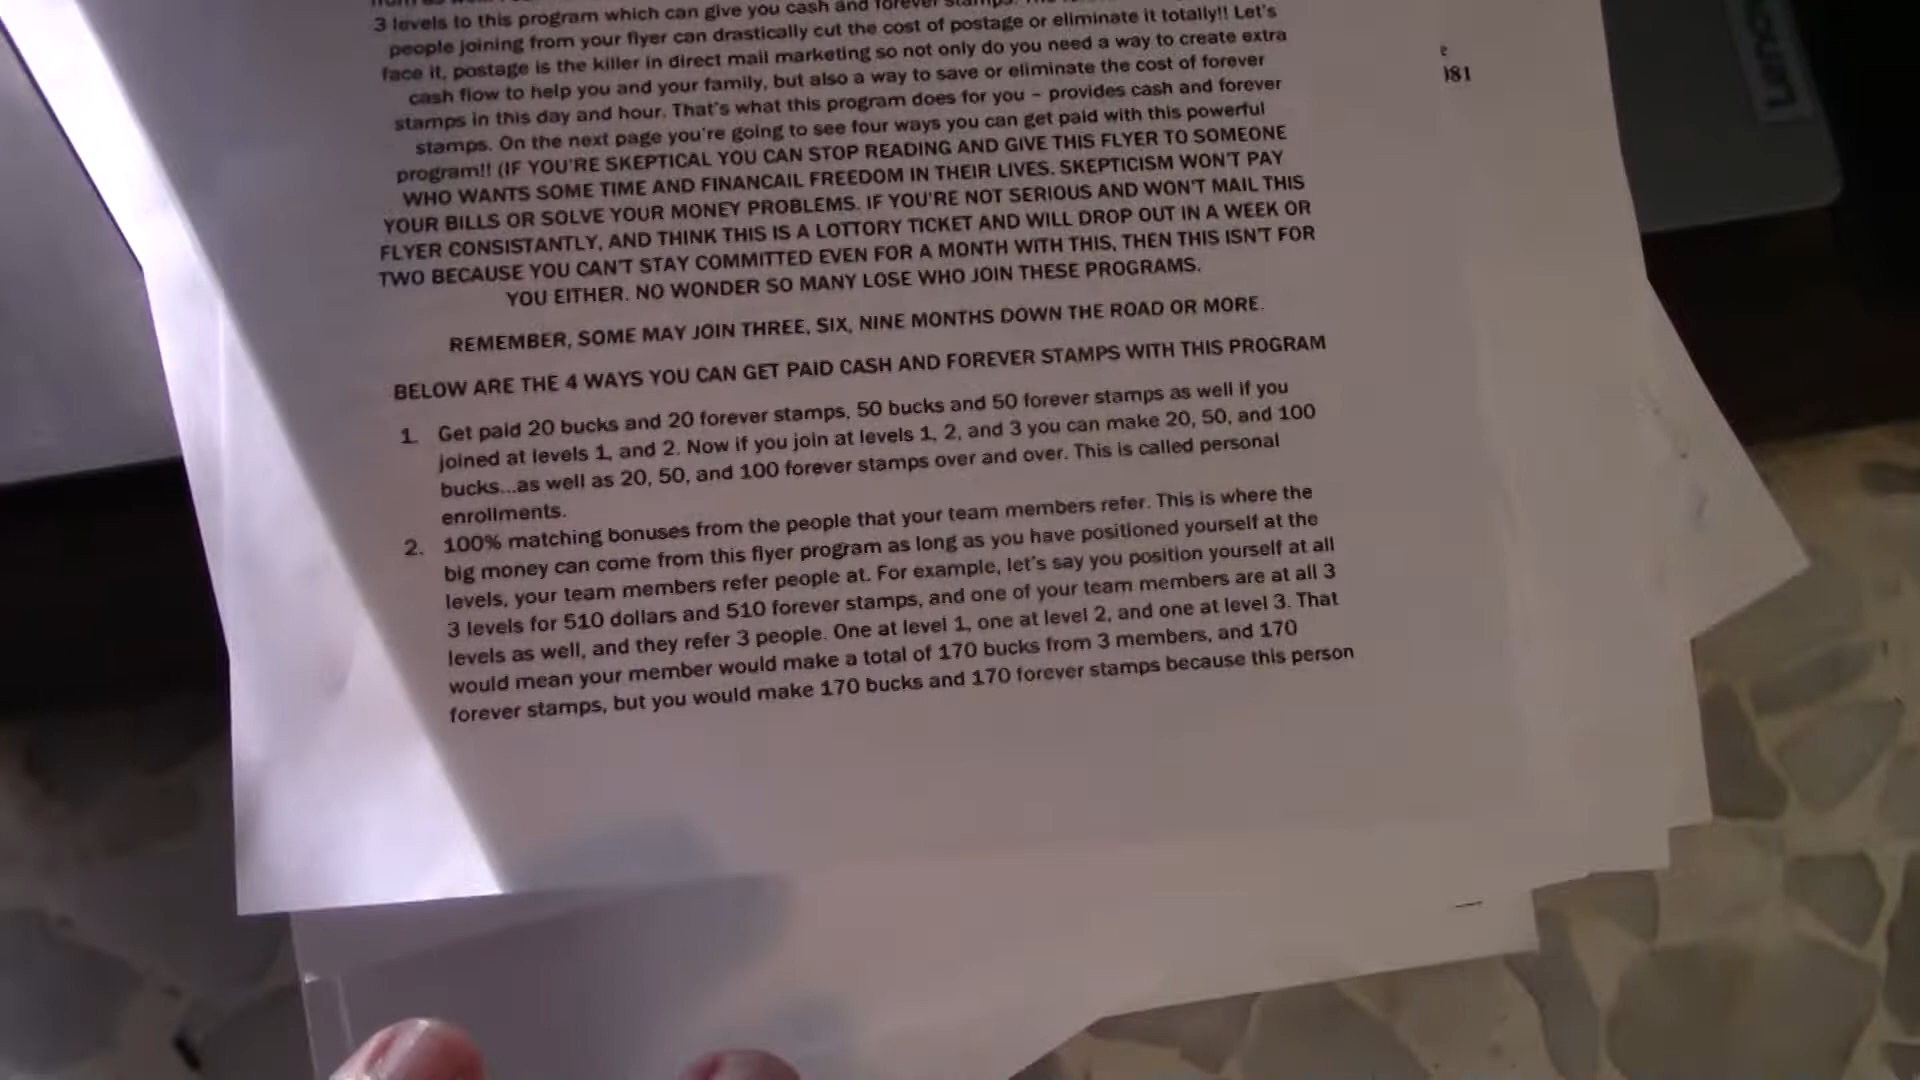 3 levels to this program which can give you cash and forever stamps.
people joining from your flyer can drastically cut the cost of postage or eliminate it totally!! Let's
face it, postage is the killer in direct mail marketing so not only do you need a way to create extra
cash flow to help you and your family, but also a way to save or eliminate the cost of forever
stamps in this day and hour. That's what this program does for you – provides cash and forever
stamps. On the next page you're going to see four ways you can get paid with this powerful
program!! (IF YOU'RE SKEPTICAL YOU CAN STOP READING AND GIVE THIS FLYER TO SOMEONE
WHO WANTS SOME TIME AND FINANCAIL FREEDOM IN THEIR LIVES. SKEPTICISM WON'T PAY
YOUR BILLS OR SOLVE YOUR MONEY PROBLEMS. IF YOU'RE NOT SERIOUS AND WON'T MAIL THIS
FLYER CONSISTANTLY, AND THINK THIS IS A LOTTORY TICKET AND WILL DROP OUT IN A WEEK OR
TWO BECAUSE YOU CAN'T STAY COMMITTED EVEN FOR A MONTH WITH THIS, THEN THIS ISN'T FOR
YOU EITHER. NO WONDER SO MANY LOSE WHO JOIN THESE PROGRAMS.
REMEMBER, SOME MAY JOIN THREE, SIX, NINE MONTHS DOWN THE ROAD OR MORE.
BELOW ARE THE 4 WAYS YOU CAN GET PAID CASH AND FOREVER STAMPS WITH THIS PROGRAM
1. Get paid 20 bucks and 20 forever stamps, 50 bucks and 50 forever stamps as well if you
joined at levels 1, and 2. Now if you join at levels 1, 2, and 3 you can make 20, 50, and 100
bucks...as well as 20, 50, and 100 forever stamps over and over. This is called personal
enrollments.
2. 100% matching bonuses from the people that your team members refer. This is where the
big money can come from this flyer program as long as you have positioned yourself at the
levels, your team members refer people at. For example, let's say you position yourself at all
3 levels for 510 dollars and 510 forever stamps, and one of your team members are at all 3
levels as well, and they refer 3 people. One at level 1, one at level 2, and one at level 3. That
would mean your member would make a total of 170 bucks from 3 members, and 170
forever stamps, but you would make 170 bucks and 170 forever stamps because this person
e
981
Lenovo